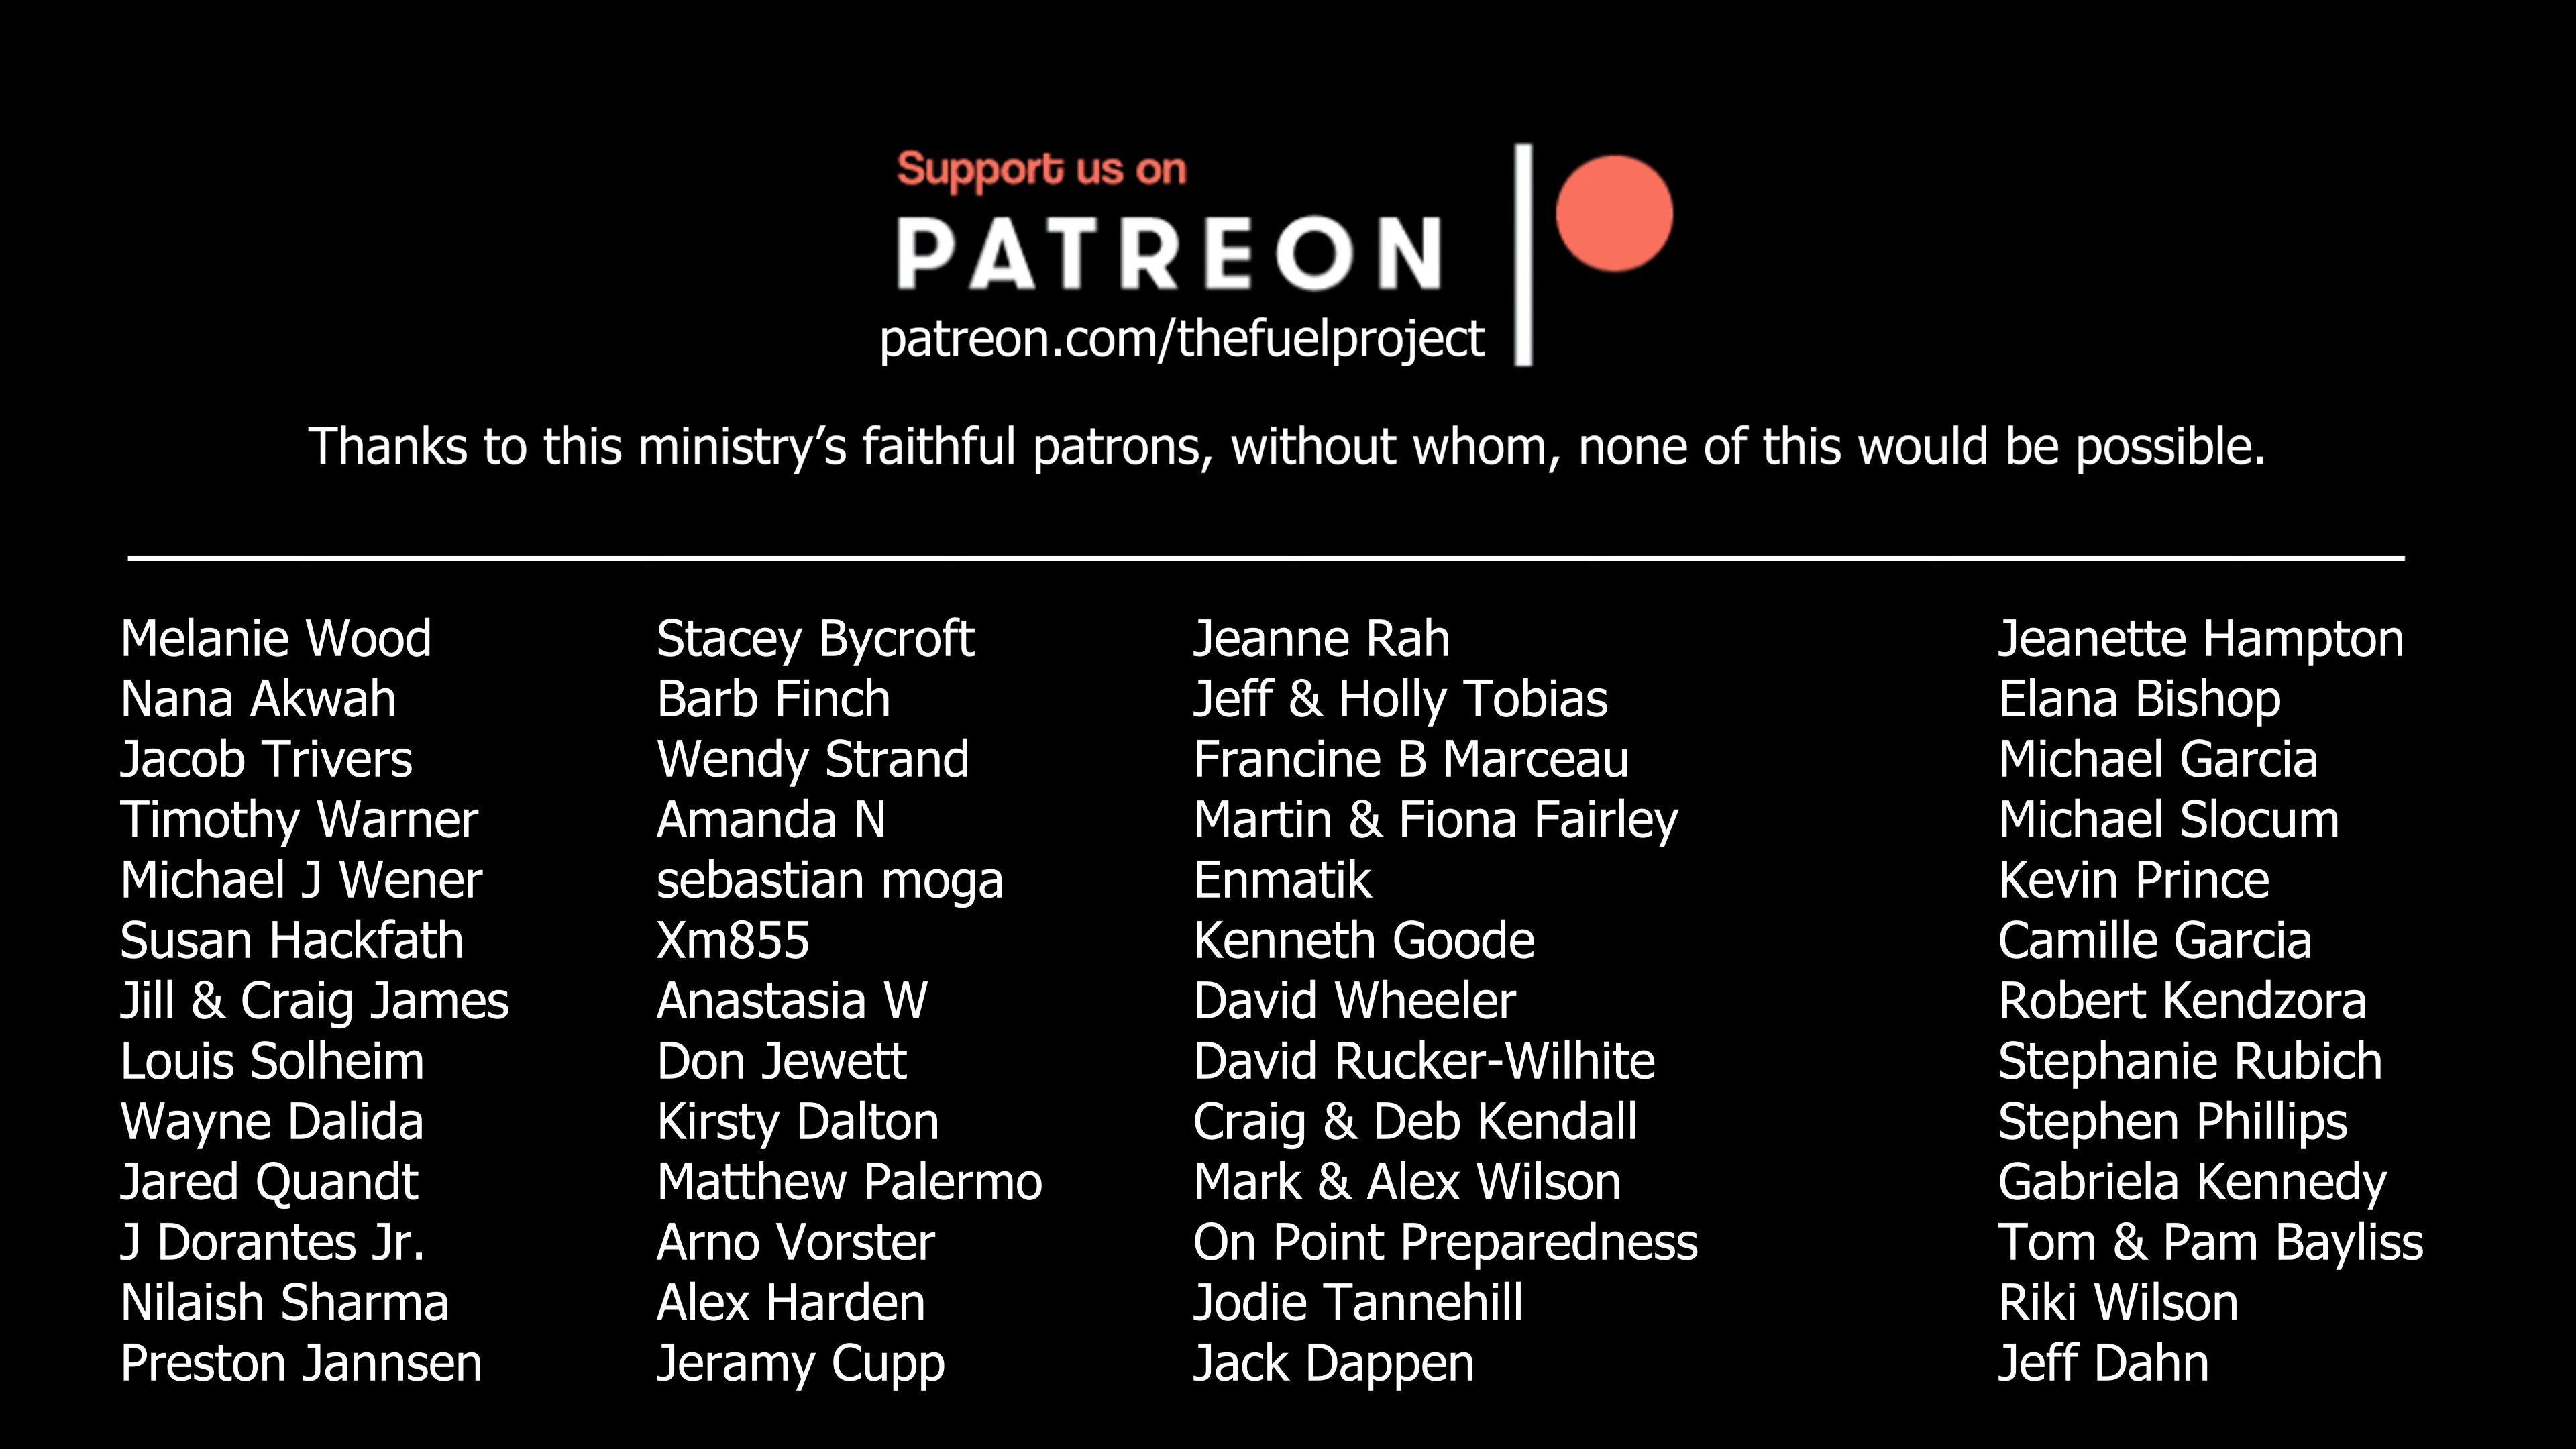 Support us on
PATREON
patreon.com/thefuelproject
Thanks to this ministry’s faithful patrons, without whom, none of this would be possible.
Melanie Wood
Nana Akwah
Jacob Trivers
Timothy Warner
Michael J Wener
Susan Hackfath
Jill & Craig James
Louis Solheim
Wayne Dalida
Jared Quandt
J Dorantes Jr.
Nilaish Sharma
Preston Jannsen
Stacey Bycroft
Barb Finch
Wendy Strand
Amanda N
sebastian moga
Xm855
Anastasia W
Don Jewett
Kirsty Dalton
Matthew Palermo
Arno Vorster
Alex Harden
Jeramy Cupp
Jeanne Rah
Jeff & Holly Tobias
Francine B Marceau
Martin & Fiona Fairley
Enmatik
Kenneth Goode
David Wheeler
David Rucker-Wilhite
Craig & Deb Kendall
Mark & Alex Wilson
On Point Preparedness
Jodie Tannehill
Jack Dappen
Jeanette Hampton
Elana Bishop
Michael Garcia
Michael Slocum
Kevin Prince
Camille Garcia
Robert Kendzora
Stephanie Rubich
Stephen Phillips
Gabriela Kennedy
Tom & Pam Bayliss
Riki Wilson
Jeff Dahn